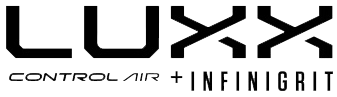 LUXX
CONTROL AIR + INFINIGRIT